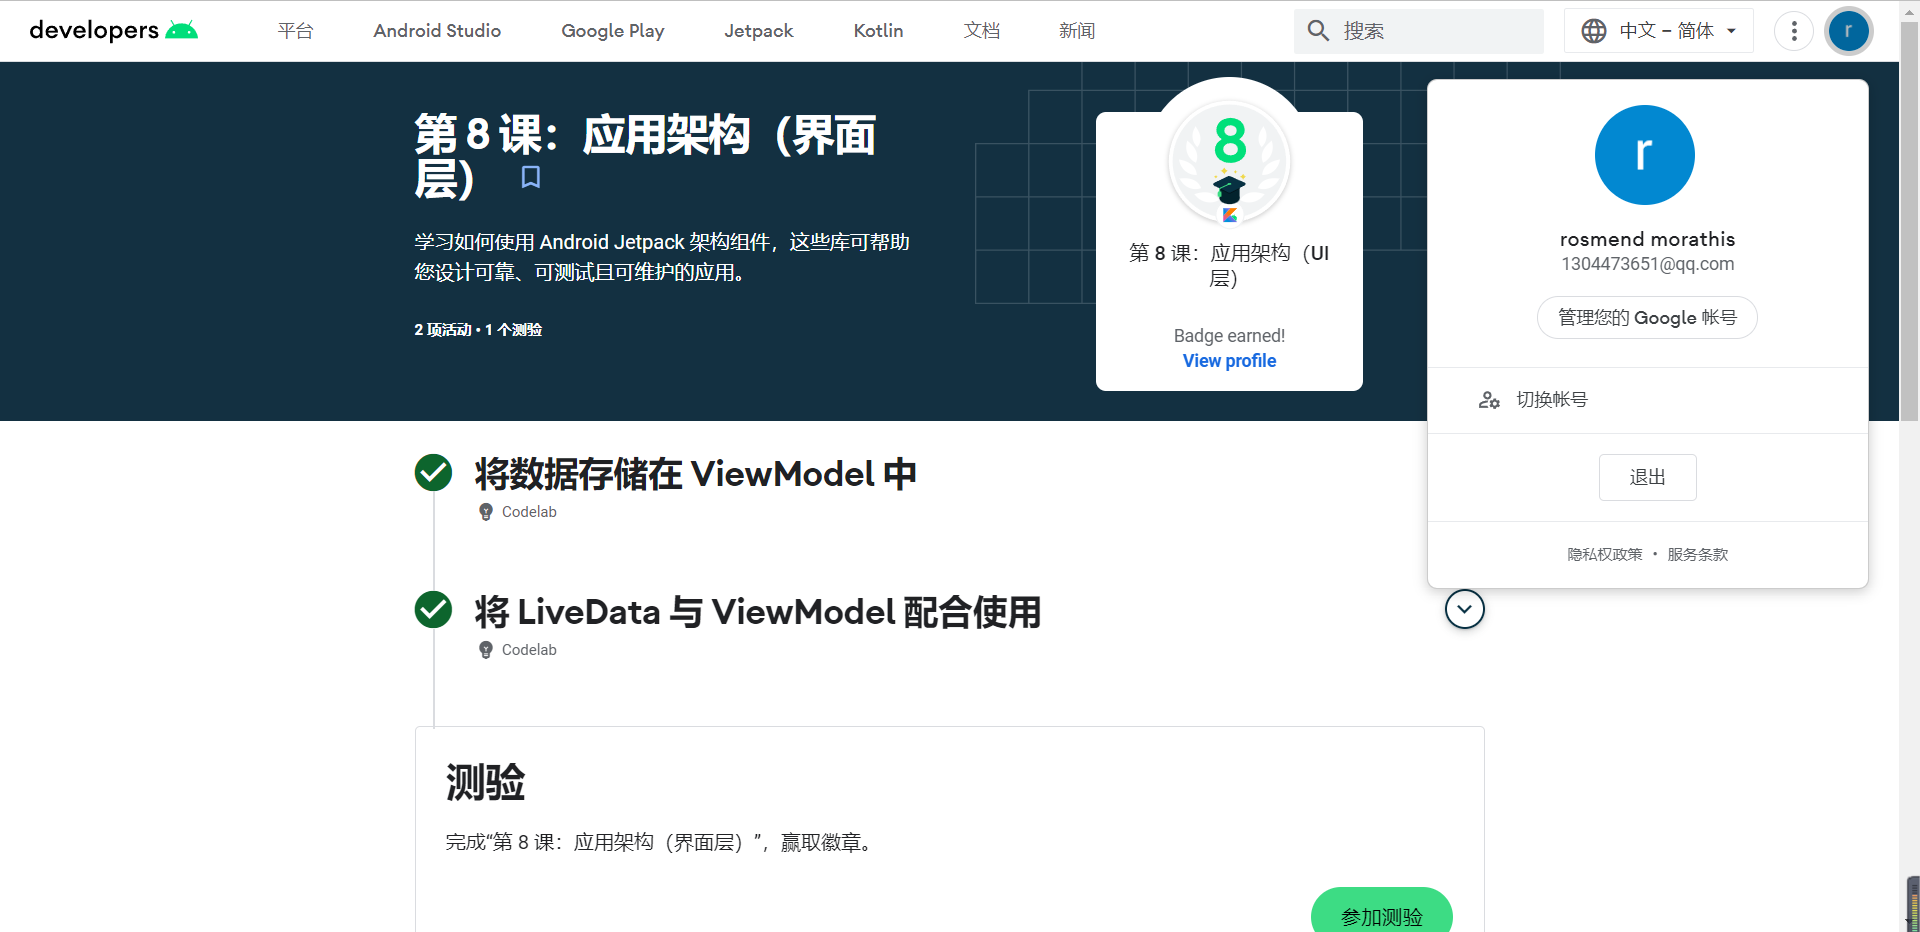 developers
平台
Android Studio
Google Play
Jetpack
Kotlin
文档
新闻
搜索
中文 – 简体
r
第 8 课：应用架构（界面
层）
学习如何使用 Android Jetpack 架构组件，这些库可帮助
您设计可靠、可测试且可维护的应用。
2 项活动 • 1 个测验
8
第 8 课：应用架构（UI
层）
Badge earned!
View profile
r
rosmend morathis
1304473651@qq.com
管理您的 Google 帐号
切换帐号
退出
隐私权政策 • 服务条款
将数据存储在 ViewModel 中
Codelab
将 LiveData 与 ViewModel 配合使用
Codelab
测验
完成“第 8 课：应用架构（界面层）”，赢取徽章。
参加测验